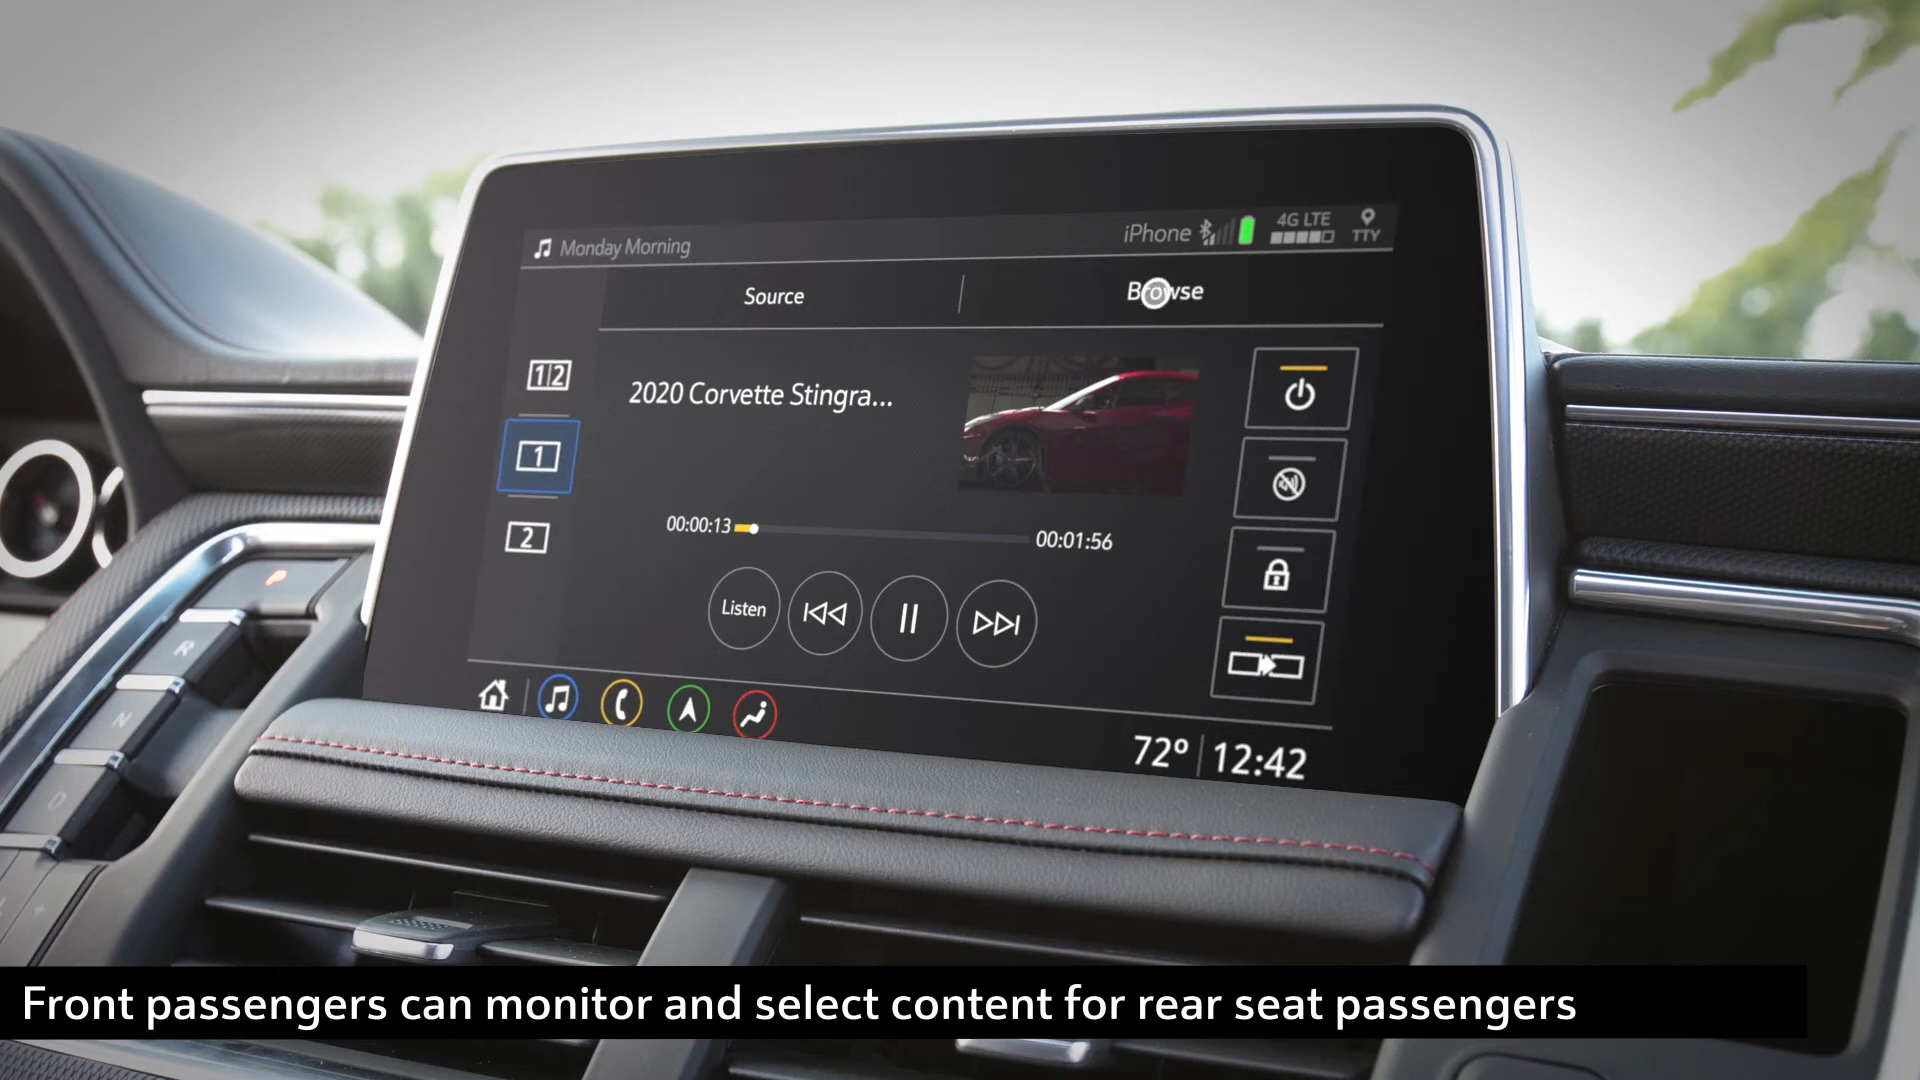 Monday Morning
iPhone
4G LTE
TTY
Source
Browse
1|2
1
2
2020 Corvette Stingra...
00:00:13
00:01:56
Listen
72°
12:42
R
N
D
Front passengers can monitor and select content for rear seat passengers